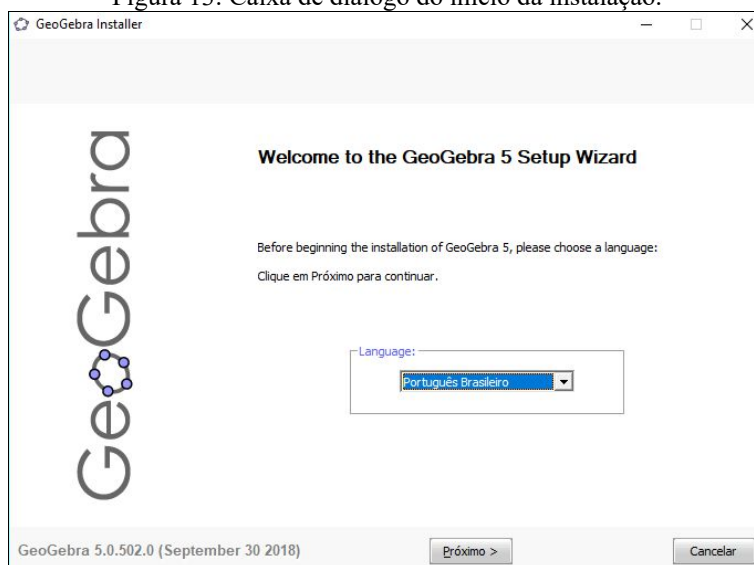 Figura 15: Caixa de diálogo do início da instalação.
GeoGebra Installer
GeoGebra
Welcome to the GeoGebra 5 Setup Wizard
Before beginning the installation of GeoGebra 5, please choose a language:
Clique em Próximo para continuar.
Language:
Português Brasileiro
GeoGebra 5.0.502.0 (September 30 2018)
Próximo >
Cancelar